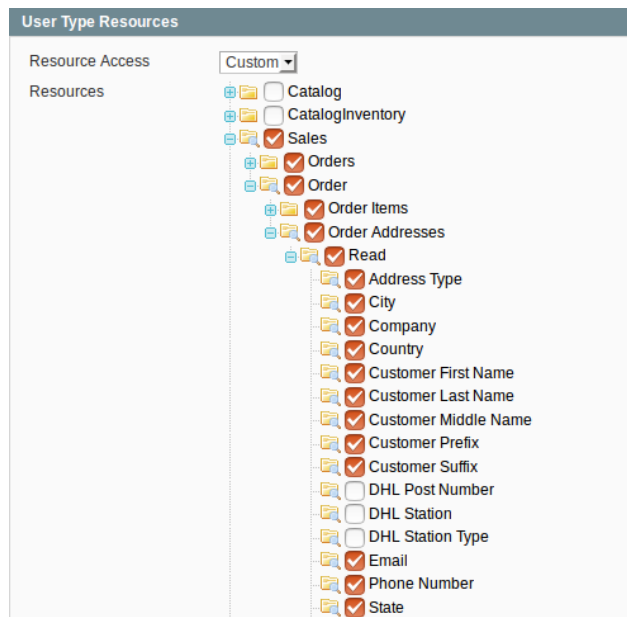 User Type Resources
Resource Access Custom
Resources Catalog
CatalogInventory
Sales
Orders
Order
Order Items
Order Addresses
Read
Address Type
City
Company
Country
Customer First Name
Customer Last Name
Customer Middle Name
Customer Prefix
Customer Suffix
DHL Post Number
DHL Station
DHL Station Type
Email
Phone Number
State